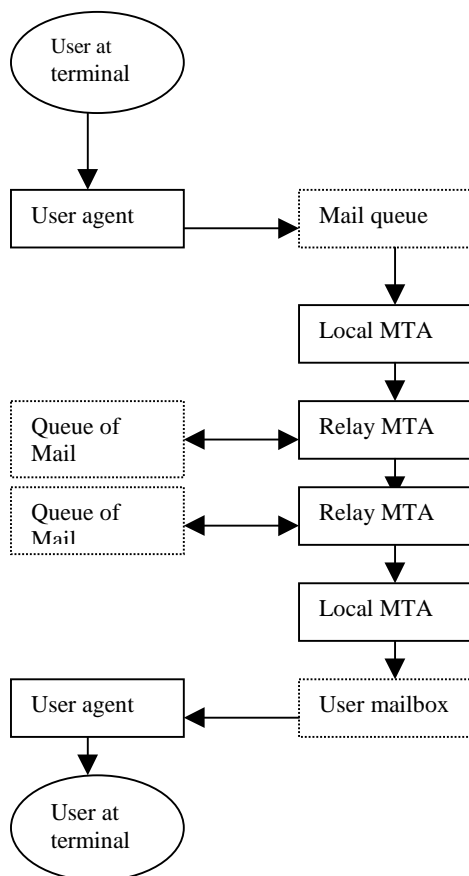 User at
terminal
User agent
Mail queue
Local MTA
Queue of
Mail
Relay MTA
Queue of
Mail
Relay MTA
Local MTA
User agent
User mailbox
User at
terminal